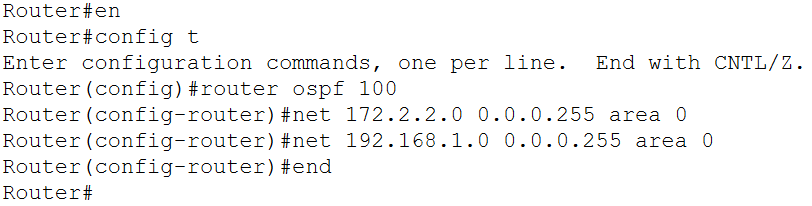 Router#en
Router#config t
Enter configuration commands, one per line.  End with CNTL/Z.
Router(config)#router ospf 100
Router(config-router)#net 172.2.2.0 0.0.0.255 area 0
Router(config-router)#net 192.168.1.0 0.0.0.255 area 0
Router(config-router)#end
Router#